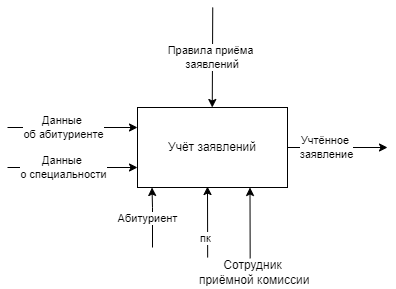 Правила приёма
заявлений
Данные
об абитуриенте
Учёт заявлений
Учтённое
заявление
Данные
о специальности
Абитуриент
пк
Сотрудник
приёмной комиссии